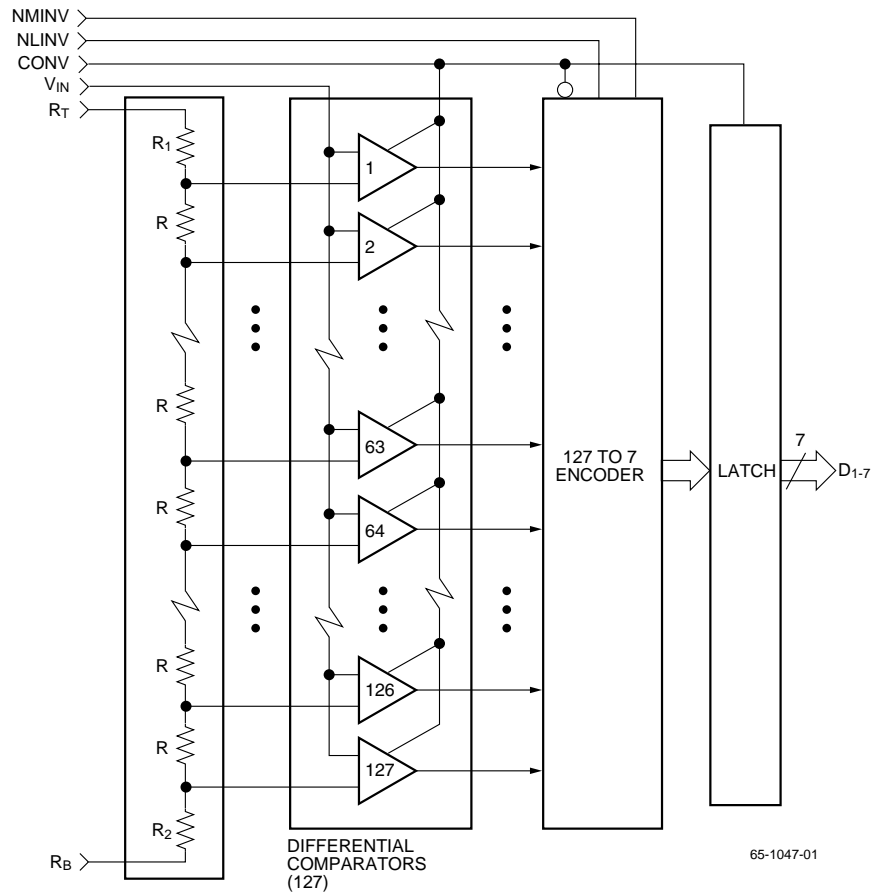 NMINV
NLINV
CONV
VIN
RT
R1
1
R
2
R
63
127 TO 7
ENCODER
LATCH
7
D1-7
R
64
R
126
R
127
R2
RB
DIFFERENTIAL
COMPARATORS
(127)
65-1047-01